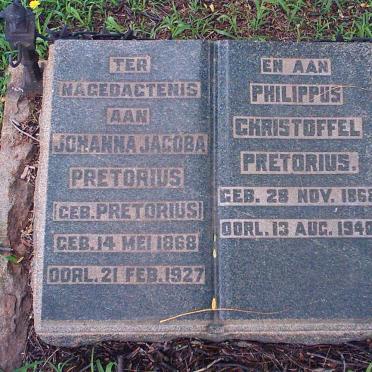 TER
NAGEDACTENIS
AAN
JOHANNA JACOBA
PRETORIUS
(GEB. PRETORIUS)
GEB. 14 MEI 1868
OORL. 21 FEB. 1927
EN AAN
PHILIPPUS
CHRISTOFFEL
PRETORIUS.
GEB. 28 NOV.
OORL. 13 AUG. 1940